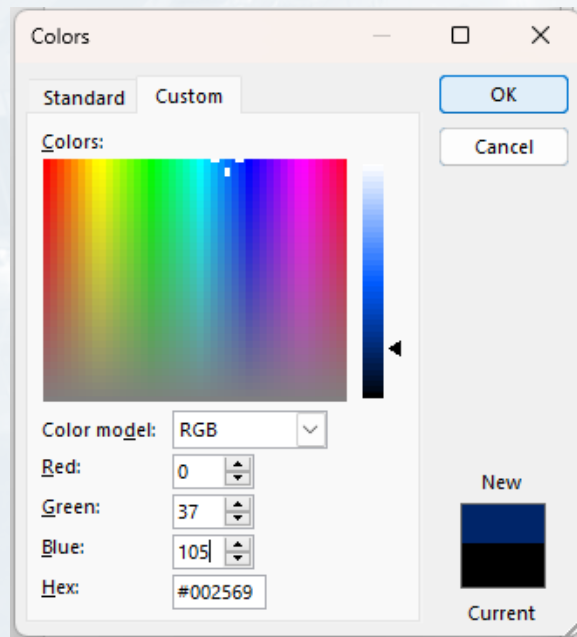 Colors
Standard Custom
OK
Cancel
Colors:
Color model: RGB
Red: 0
Green: 37
Blue: 105
Hex: #002569
New
Current